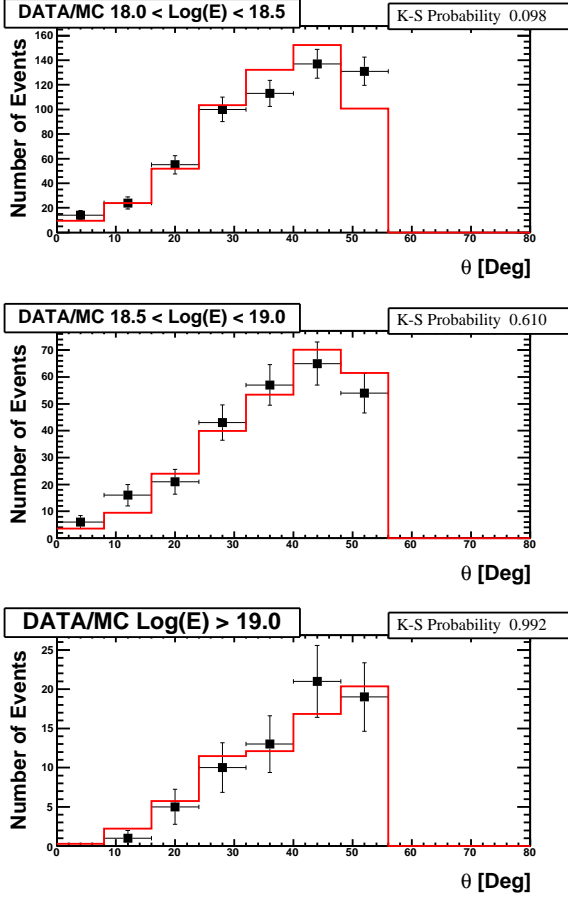 DATA/MC 18.0 < Log(E) < 18.5
K-S Probability 0.098
Number of Events
160
140
120
100
80
60
40
20
0
0 10 20 30 40 50 60 70 80
θ [Deg]
DATA/MC 18.5 < Log(E) < 19.0
K-S Probability 0.610
Number of Events
70
60
50
40
30
20
10
0
0 10 20 30 40 50 60 70 80
θ [Deg]
DATA/MC Log(E) > 19.0
K-S Probability 0.992
Number of Events
25
20
15
10
5
0
0 10 20 30 40 50 60 70 80
θ [Deg]